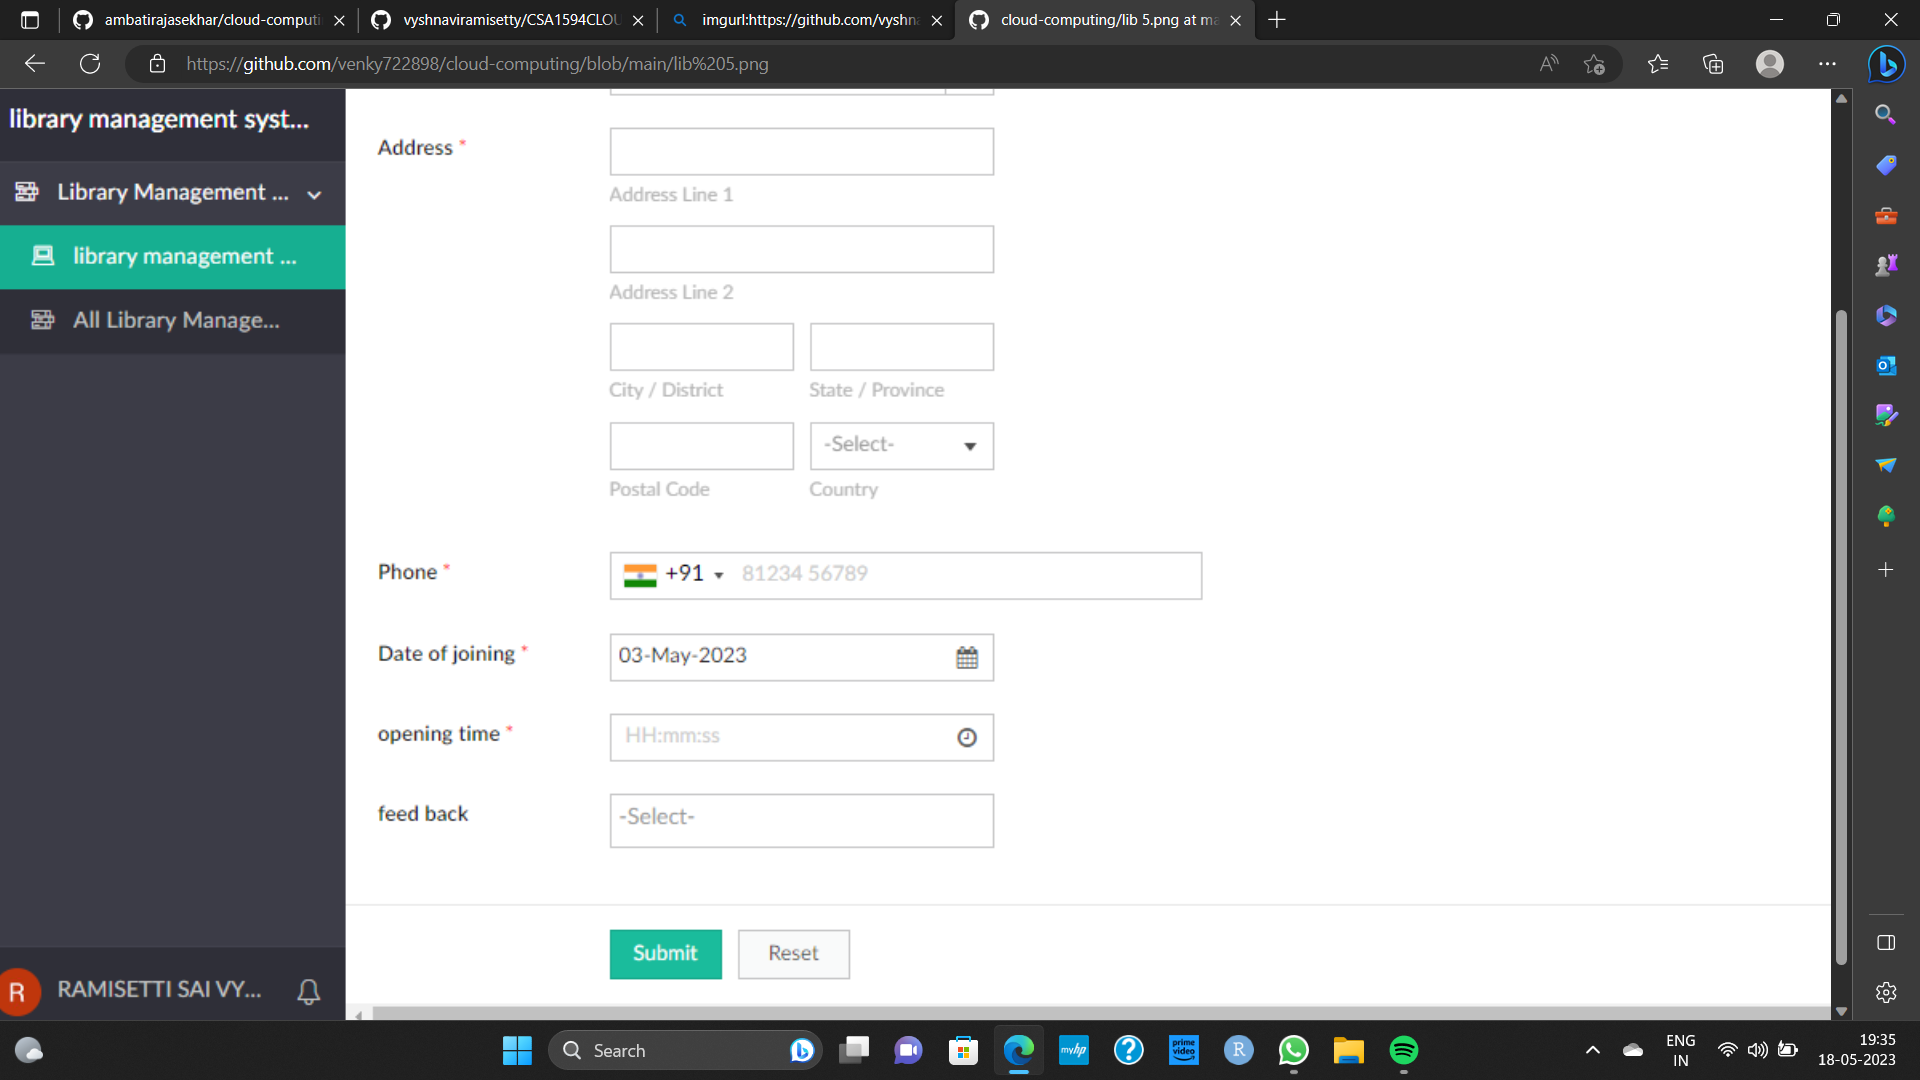 ambatirajasekhar/cloud-computi
vyshnaviramisetty/CSA1594CLOU
imgurl:https://github.com/vyshna
cloud-computing/lib 5.png at ma
https://github.com/venky722898/cloud-computing/blob/main/lib%205.png
library management syst...
Library Management ...
library management ...
All Library Manage...
Address *
Address Line 1
Address Line 2
City / District State / Province
-Select-
Postal Code Country
Phone * +91 81234 56789
Date of joining * 03-May-2023
opening time * HH:mm:ss
feed back -Select-
Submit Reset
R RAMISETTI SAI VY...
Search
myhp
prime video
R
ENG
IN
19:35
18-05-2023